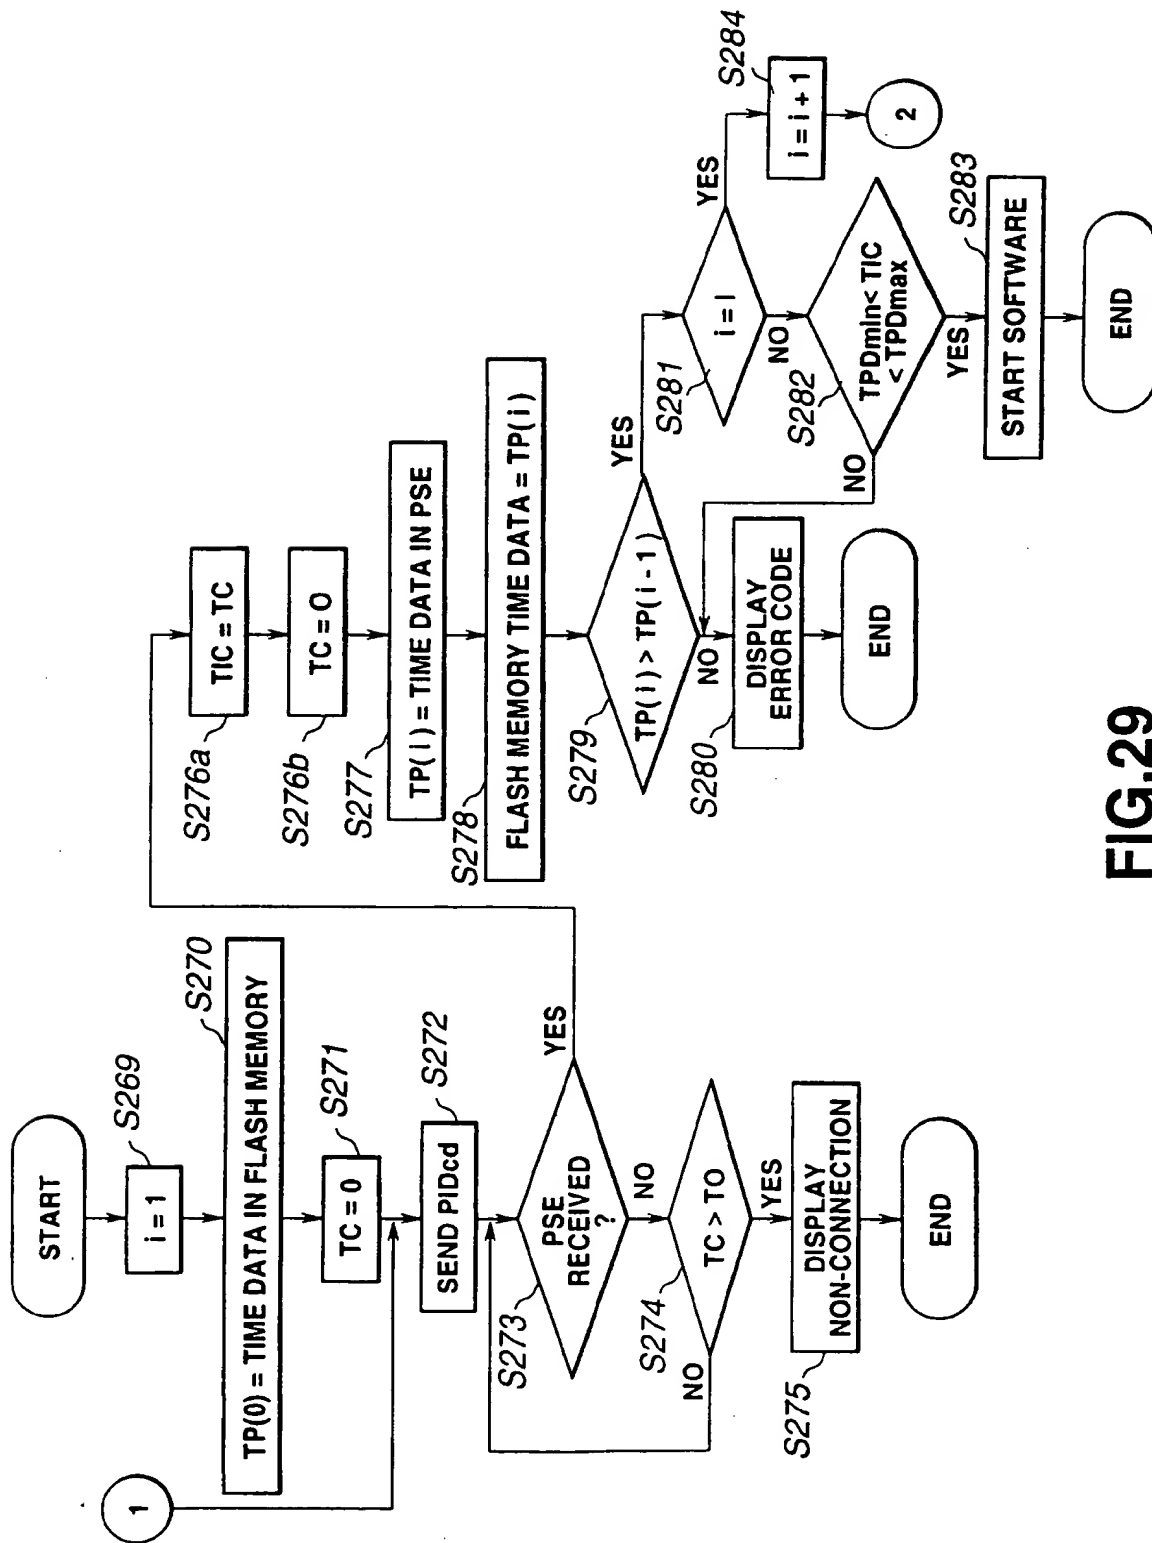 START
S269
i = 1
S270
TP(0) = TIME DATA IN FLASH MEMORY
1
S271
TC = 0
S272
SEND PIDcd
S273
PSE
RECEIVED
?
YES
NO
S274
TC > TO
NO
YES
S275
DISPLAY
NON-CONNECTION
END
S276a
TIC = TC
S276b
TC = O
S277
TP(i) = TIME DATA IN PSE
S278
FLASH MEMORY TIME DATA = TP(i)
S279
TP(i) > TP(i - 1)
YES
NO
S280
DISPLAY
ERROR CODE
END
S281
i = I
YES
NO
S284
i = i + 1
2
S282
TPDmin< TIC
< TPDmax
NO
YES
S283
START SOFTWARE
END
FIG.29